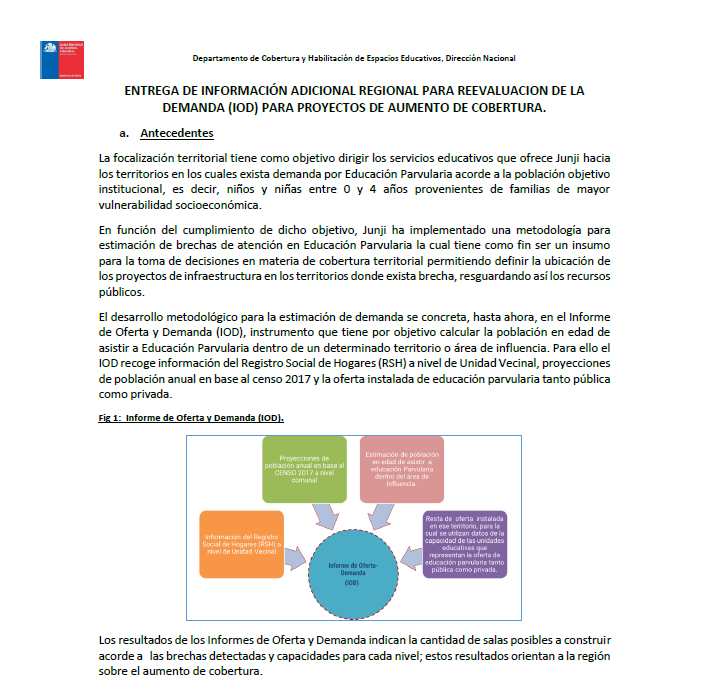 Departamento de Cobertura y Habilitación de Espacios Educativos, Dirección Nacional
ENTREGA DE INFORMACIÓN ADICIONAL REGIONAL PARA REEVALUACION DE LA
DEMANDA (IOD) PARA PROYECTOS DE AUMENTO DE COBERTURA.
a. Antecedentes
La focalización territorial tiene como objetivo dirigir los servicios educativos que ofrece Junji hacia
los territorios en los cuales exista demanda por Educación Parvularia acorde a la población objetivo
institucional, es decir, niños y niñas entre 0 y 4 años provenientes de familias de mayor
vulnerabilidad socioeconómica.
En función del cumplimiento de dicho objetivo, Junji ha implementado una metodología para
estimación de brechas de atención en Educación Parvularia la cual tiene como fin ser un insumo
para la toma de decisiones en materia de cobertura territorial permitiendo definir la ubicación de
los proyectos de infraestructura en los territorios donde exista brecha, resguardando así los recursos
públicos.
El desarrollo metodológico para la estimación de demanda se concreta, hasta ahora, en el Informe
de Oferta y Demanda (IOD), instrumento que tiene por objetivo calcular la población en edad de
asistir a Educación Parvularia dentro de un determinado territorio o área de influencia. Para ello el
IOD recoge información del Registro Social de Hogares (RSH) a nivel de Unidad Vecinal, proyecciones
de población anual en base al censo 2017 y la oferta instalada de educación parvularia tanto pública
como privada.
Fig 1: Informe de Oferta y Demanda (IOD).
Proyecciones de
población anual en base al
CENSO 2017 a nivel
comunal
Estimación de población
en edad de asistir a
educación Parvularia
dentro del área de
Influencia.
Información del Registro
Social de Hogares (RSH) a
nivel de Unidad Vecinal
Resta de oferta instalada
en ese territorio, para la
cual se utilizan datos de la
capacidad de las unidades
educativas que
representan la oferta de
educación parvularia tanto
pública como privada.
Informe de Oferta-
Demanda
(IOD)
Los resultados de los Informes de Oferta y Demanda indican la cantidad de salas posibles a construir
acorde a las brechas detectadas y capacidades para cada nivel; estos resultados orientan a la región
sobre el aumento de cobertura.